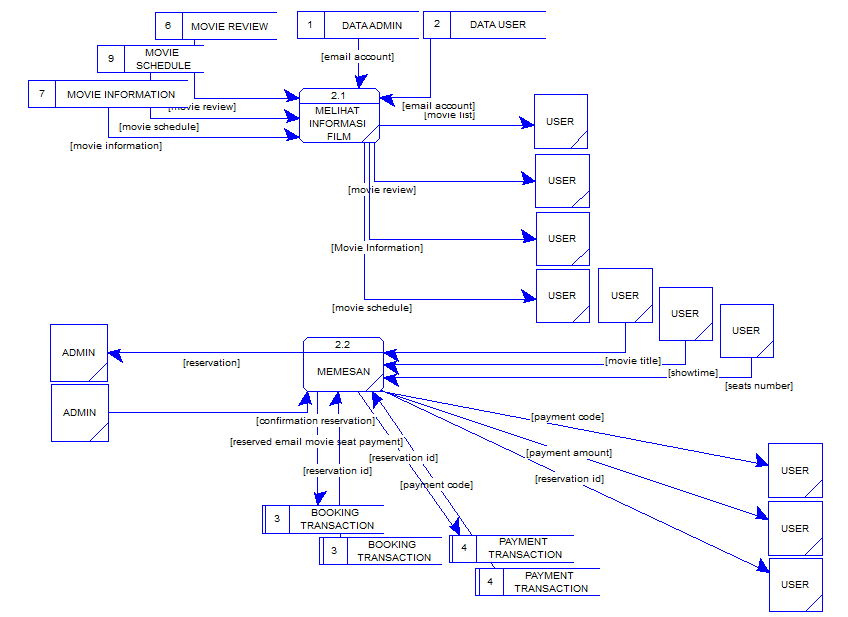 6 MOVIE REVIEW
1 DATA ADMIN
2 DATA USER
9 MOVIE
SCHEDULE
7 MOVIE INFORMATION
[email account]
[email account]
[movie list]
[movie review]
[movie schedule]
[movie information]
2.1
MELIHAT
INFORMASI
FILM
USER
[movie review]
USER
[Movie Information]
USER
[movie schedule]
USER
USER
USER
USER
[movie title]
[showtime]
[seats number]
ADMIN
[reservation]
2.2
MEMESAN
ADMIN
[confirmation reservation]
[reserved email movie seat payment]
[reservation id]
[reservation id]
[payment code]
[payment code]
[payment amount]
[reservation id]
USER
USER
USER
3 BOOKING
TRANSACTION
3 BOOKING
TRANSACTION
4 PAYMENT
TRANSACTION
4 PAYMENT
TRANSACTION